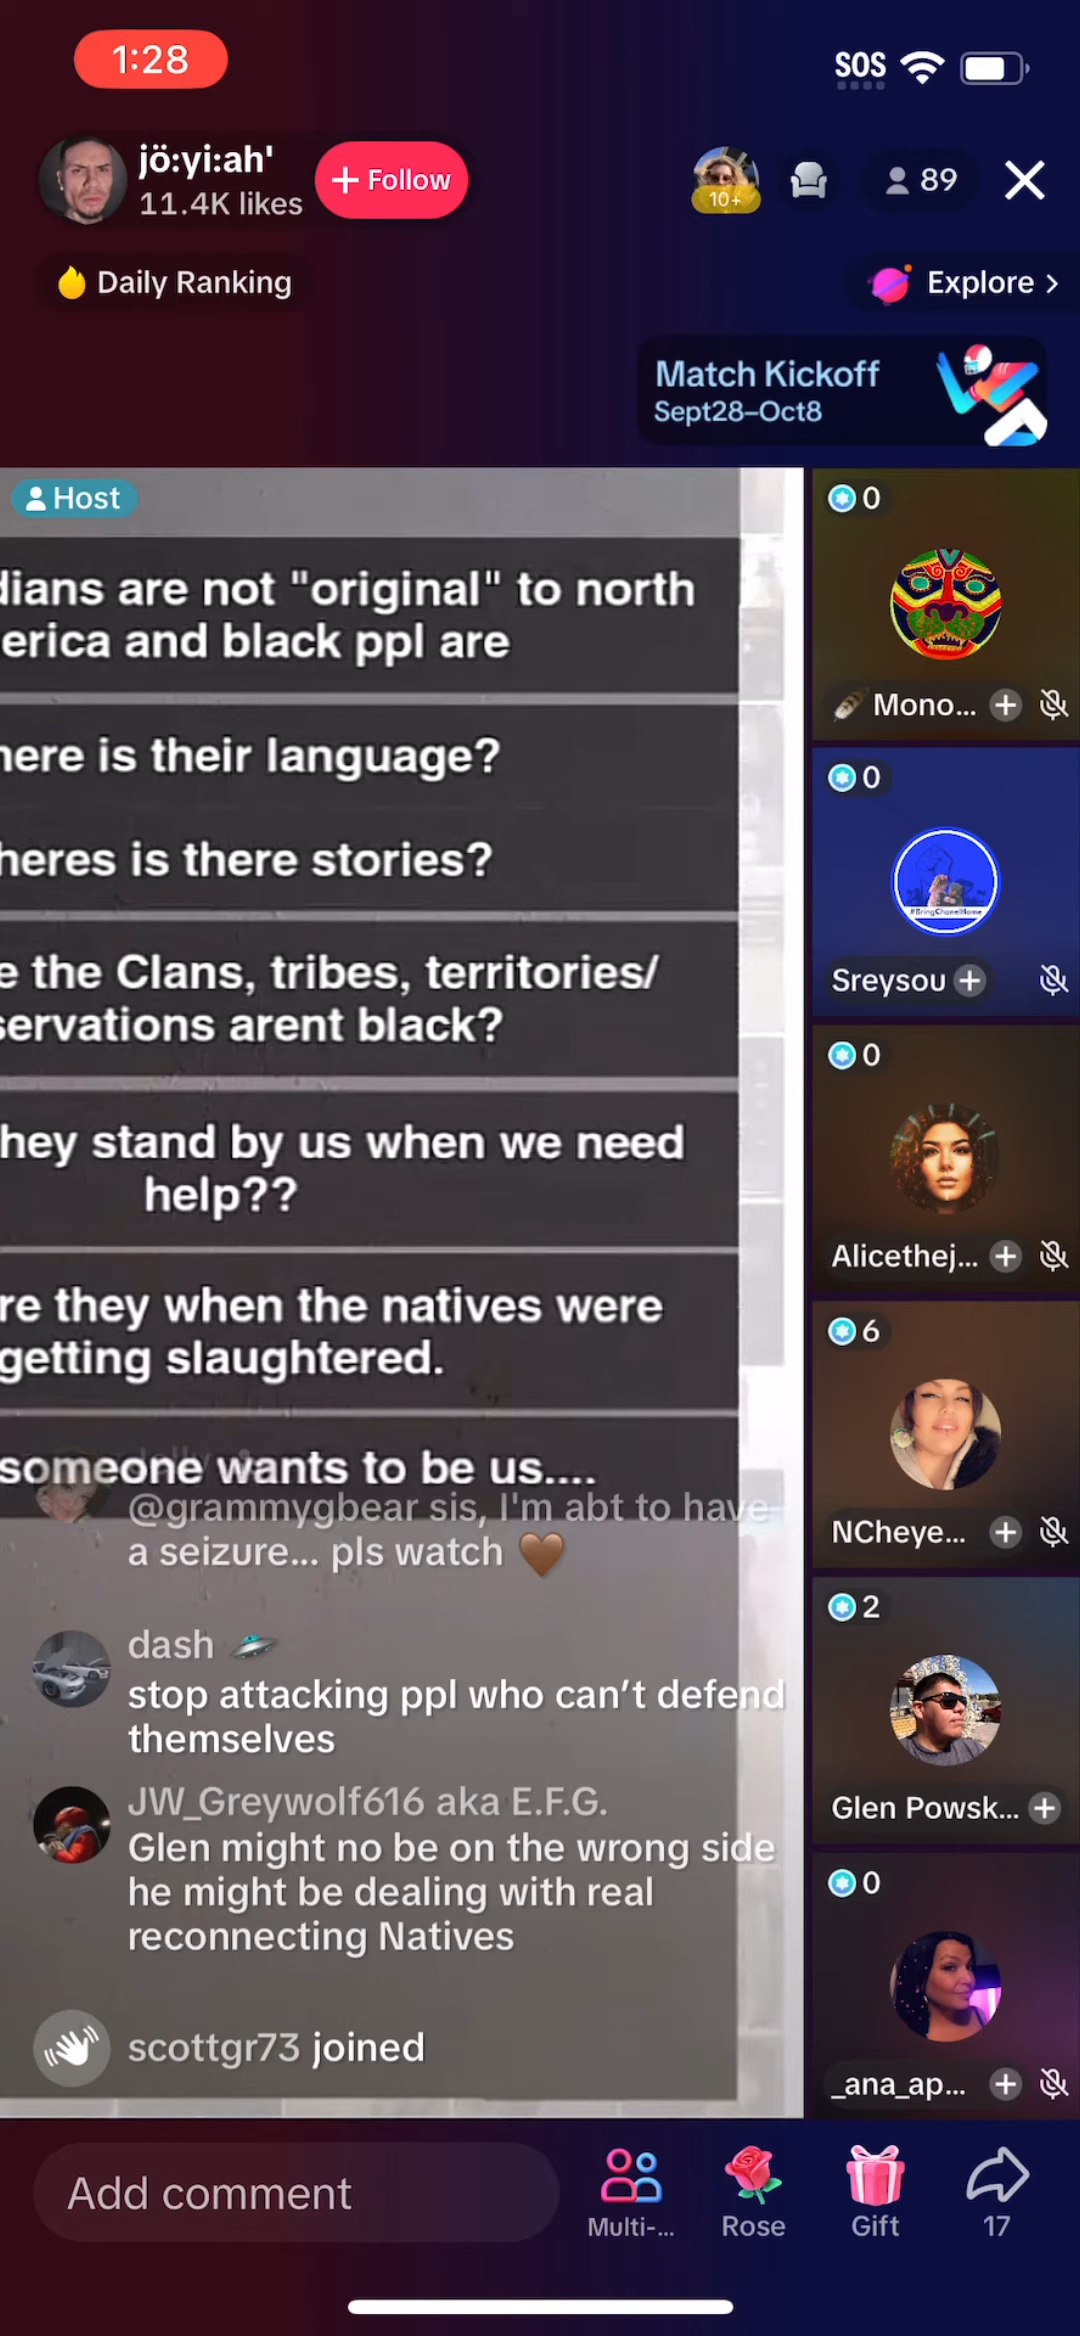 1:28
SOS
jö:yi:ah'
11.4K likes
+ Follow
10+
89
Daily Ranking
Explore >
Match Kickoff
Sept28–Oct8
Host
dians are not "original" to north
erica and black ppl are
here is their language?
heres is there stories?
e the Clans, tribes, territories/
servations arent black?
hey stand by us when we need
help??
re they when the natives were
getting slaughtered.
someone wants to be us....
@grammygbear sis, I'm abt to have
a seizure... pls watch 🤎
dash 🛸
stop attacking ppl who can't defend
themselves
JW_Greywolf616 aka E.F.G.
Glen might no be on the wrong side
he might be dealing with real
reconnecting Natives
scottgr73 joined
0
🪶 Mono...
0
#BringChanelHome
Sreysou
0
Alicethej...
6
NCheye...
2
Glen Powsk...
0
_ana_ap...
Add comment
Multi-...
Rose
Gift
17